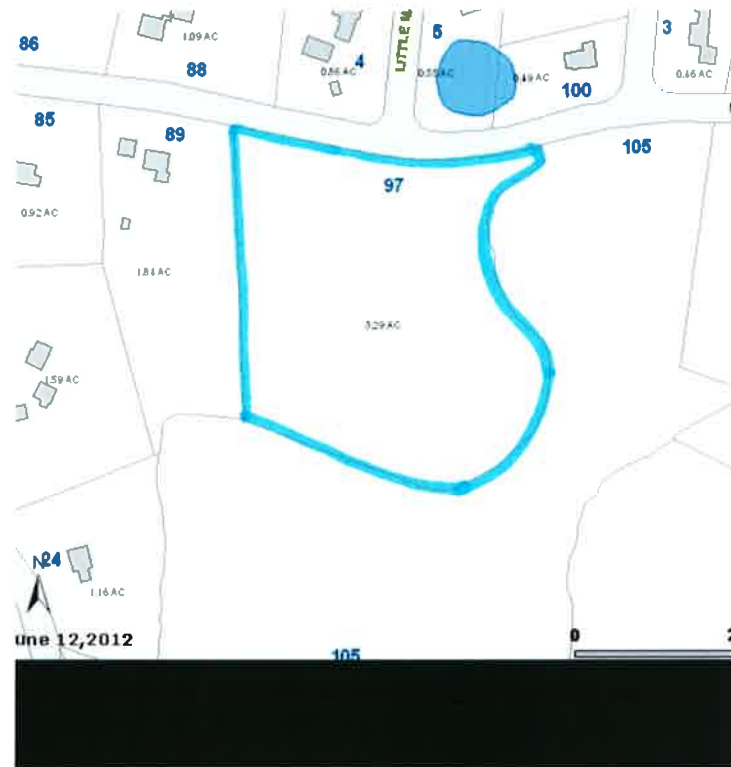 86
1.09 AC
88
0.86 AC
4
LITTLE
5
0.55 AC
0.49 AC
100
3
0.46 AC
85
89
105
97
0.92 AC
1.84 AC
3.29 AC
1.59 AC
N
24
1.16 AC
une 12,2012
0
2
105